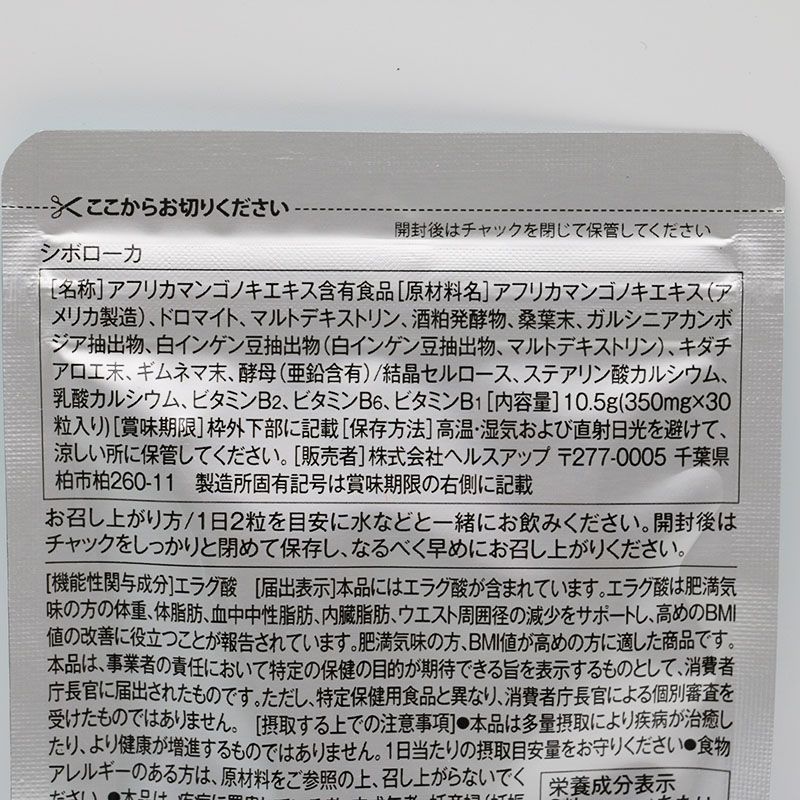 ここからお切りください
開封後はチャックを閉じて保管してください
シボローカ
[名称]アフリカマンゴノキエキス含有食品[原材料名]アフリカマンゴノキエキス(ア
メリカ製造)、ドロマイト、マルトデキストリン、酒粕発酵物、桑葉末、ガルシニアカンボ
ジア抽出物、白インゲン豆抽出物(白インゲン豆抽出物、マルトデキストリン)、キダチ
アロエ末、ギムネマ末、酵母(亜鉛含有)/結晶セルロース、ステアリン酸カルシウム、
乳酸カルシウム、ビタミンB2、ビタミンB6、ビタミンB1[内容量]10.5g(350mg×30
粒入り)[賞味期限]枠外下部に記載[保存方法]高温・湿気および直射日光を避けて、
涼しい所に保管してください。[販売者]株式会社ヘルスアップ 〒277-0005 千葉県
柏市柏260-11 製造所固有記号は賞味期限の右側に記載
お召し上がり方/1日2粒を目安に水などと一緒にお飲みください。開封後は
チャックをしっかりと閉めて保存し、なるべく早めにお召し上がりください。
[機能性関与成分]エラグ酸 [届出表示]本品にはエラグ酸が含まれています。エラグ酸は肥満気
味の方の体重、体脂肪、血中中性脂肪、内臓脂肪、ウエスト周囲径の減少をサポートし、高めのBMI
値の改善に役立つことが報告されています。肥満気味の方、BMI値が高めの方に適した商品です。
本品は、事業者の責任において特定の保健の目的が期待できる旨を表示するものとして、消費者
庁長官に届出されたものです。ただし、特定保健用食品と異なり、消費者庁長官による個別審査を
受けたものではありません。 [摂取する上での注意事項]●本品は多量摂取により疾病が治癒し
たり、より健康が増進するものではありません。1日当たりの摂取目安量をお守りください●食物
アレルギーのある方は、原材料をご参照の上、召し上がらないでく
栄養成分表示